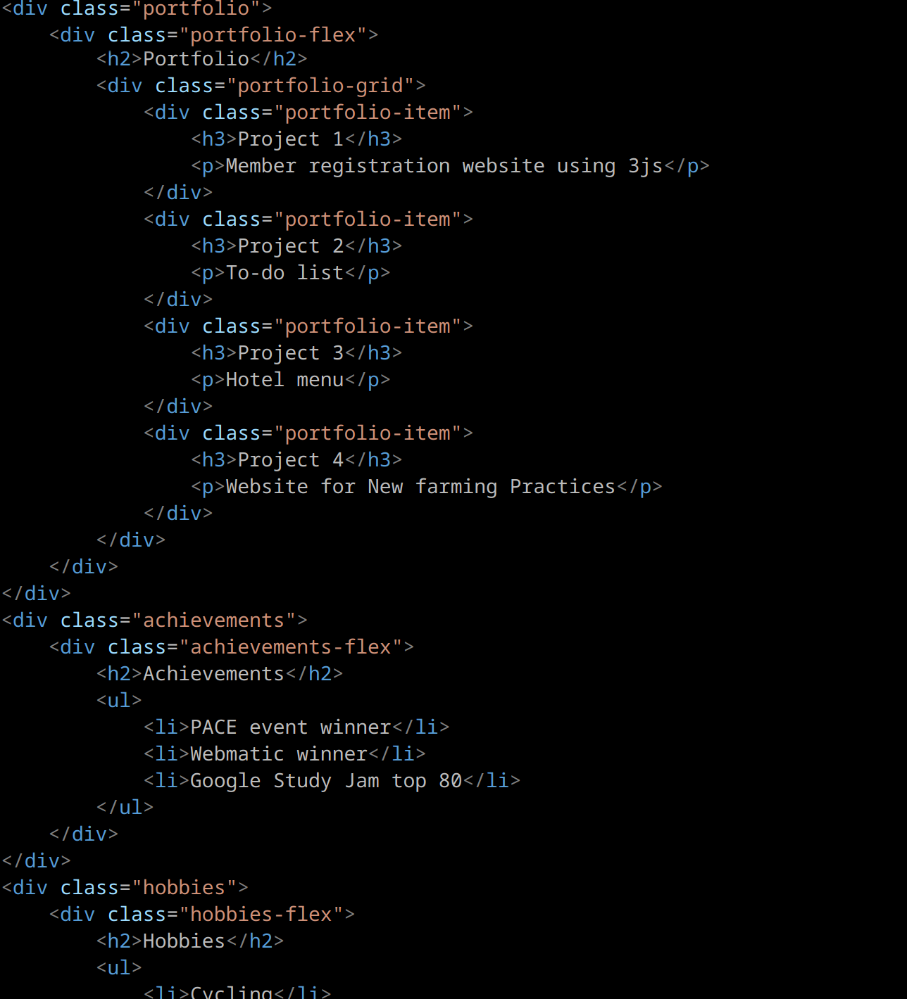 <div class="portfolio">
    <div class="portfolio-flex">
        <h2>Portfolio</h2>
        <div class="portfolio-grid">
            <div class="portfolio-item">
                <h3>Project 1</h3>
                <p>Member registration website using 3js</p>
            </div>
            <div class="portfolio-item">
                <h3>Project 2</h3>
                <p>To-do list</p>
            </div>
            <div class="portfolio-item">
                <h3>Project 3</h3>
                <p>Hotel menu</p>
            </div>
            <div class="portfolio-item">
                <h3>Project 4</h3>
                <p>Website for New farming Practices</p>
            </div>
        </div>
    </div>
</div>
<div class="achievements">
    <div class="achievements-flex">
        <h2>Achievements</h2>
        <ul>
            <li>PACE event winner</li>
            <li>Webmatic winner</li>
            <li>Google Study Jam top 80</li>
        </ul>
    </div>
</div>
<div class="hobbies">
    <div class="hobbies-flex">
        <h2>Hobbies</h2>
        <ul>
            <li>Cycling</li>